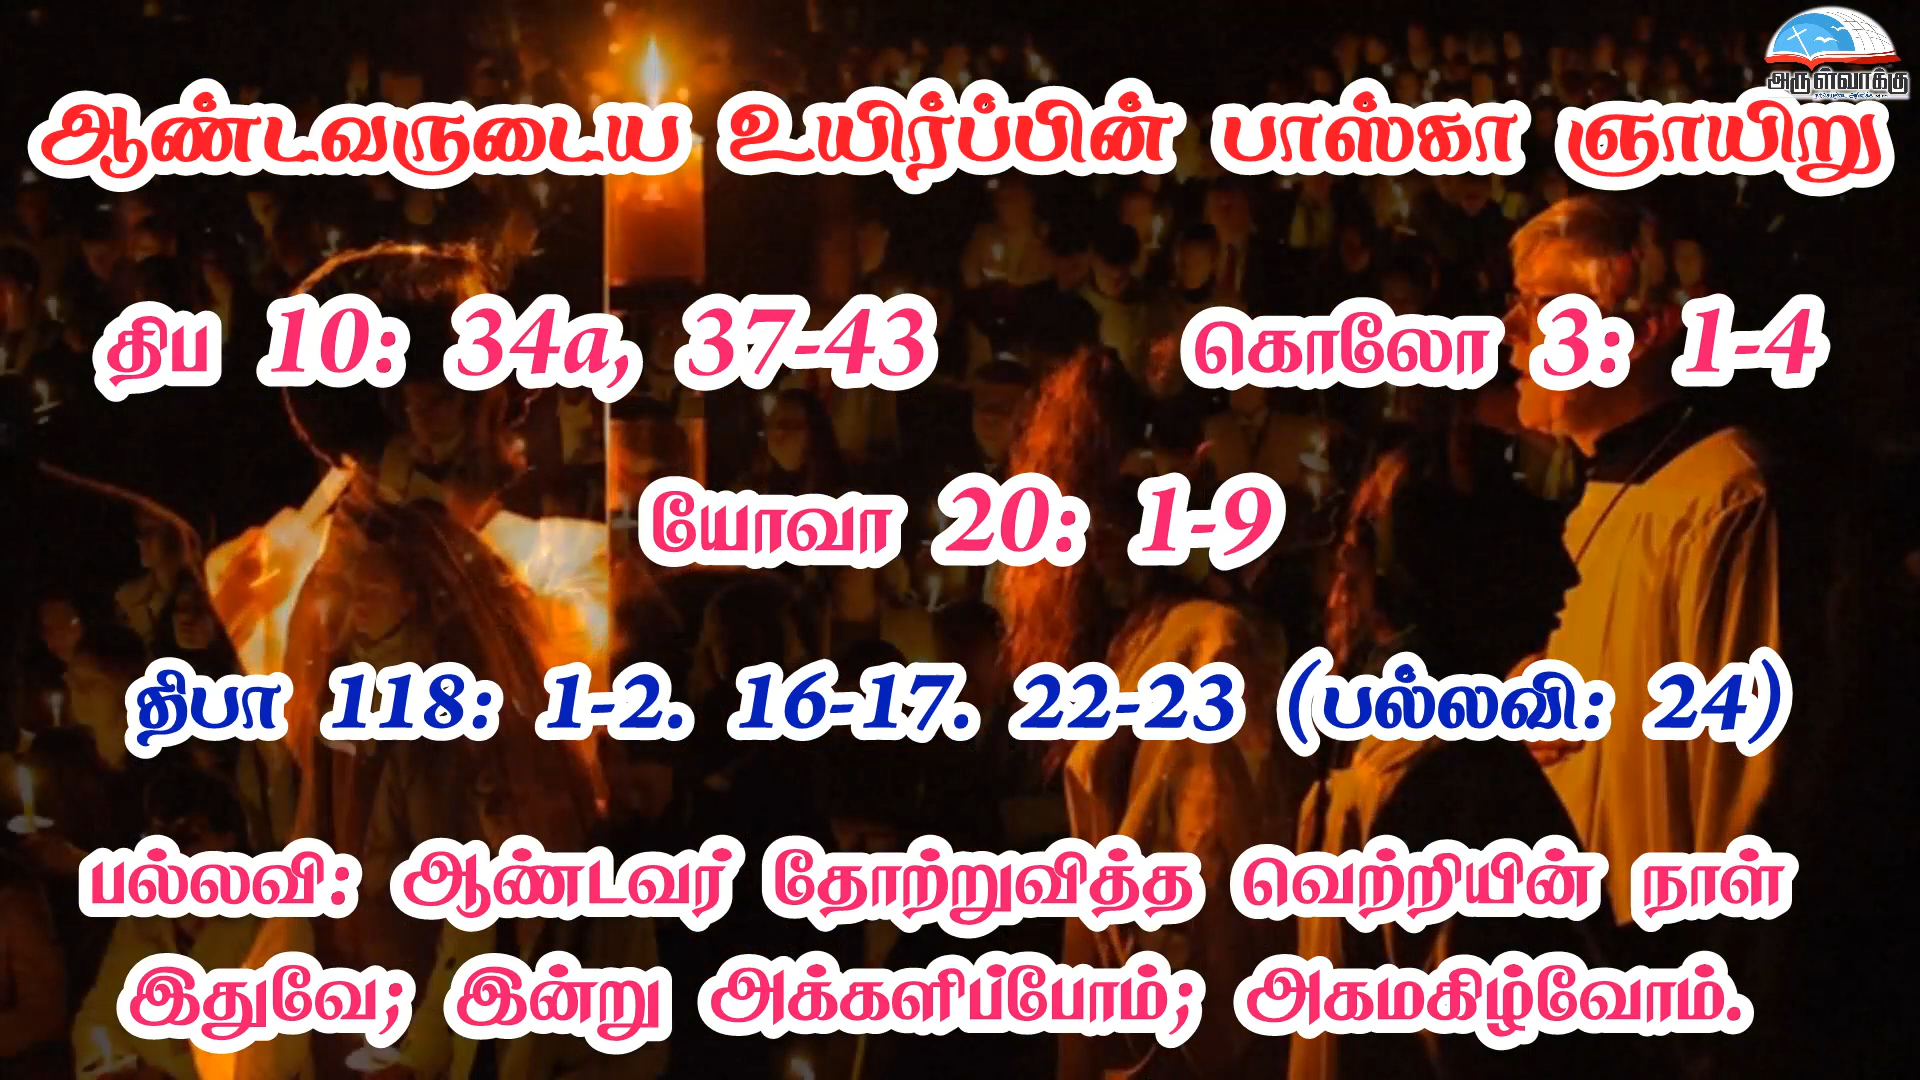 அருள்வாக்கு
ஆண்டவருடைய உயிர்ப்பின் பாஸ்கா ஞாயிறு
திப 10: 34a, 37-43 கொலோ 3: 1-4
யோவா 20: 1-9
திபா 118: 1-2. 16-17. 22-23 (பல்லவி: 24)
பல்லவி: ஆண்டவர் தோற்றுவித்த வெற்றியின் நாள்
இதுவே; இன்று அக்களிப்போம்; அகமகிழ்வோம்.